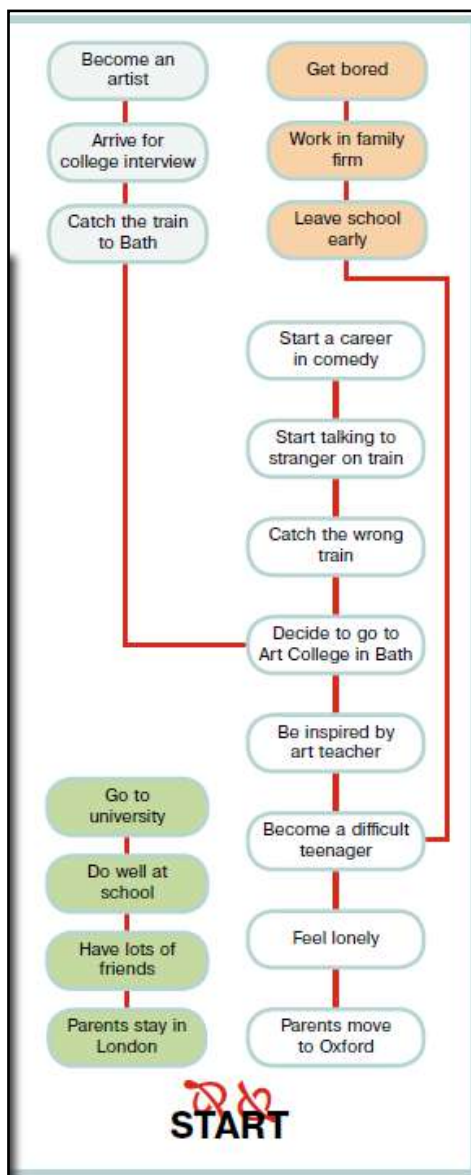 Become an
artist
Arrive for
college interview
Catch the train
to Bath
Get bored
Work in family
firm
Leave school
early
Start a career
in comedy
Start talking to
stranger on train
Catch the wrong
train
Decide to go to
Art College in Bath
Be inspired by
art teacher
Become a difficult
teenager
Feel lonely
Parents move
to Oxford
Go to
university
Do well at
school
Have lots of
friends
Parents stay in
London
START